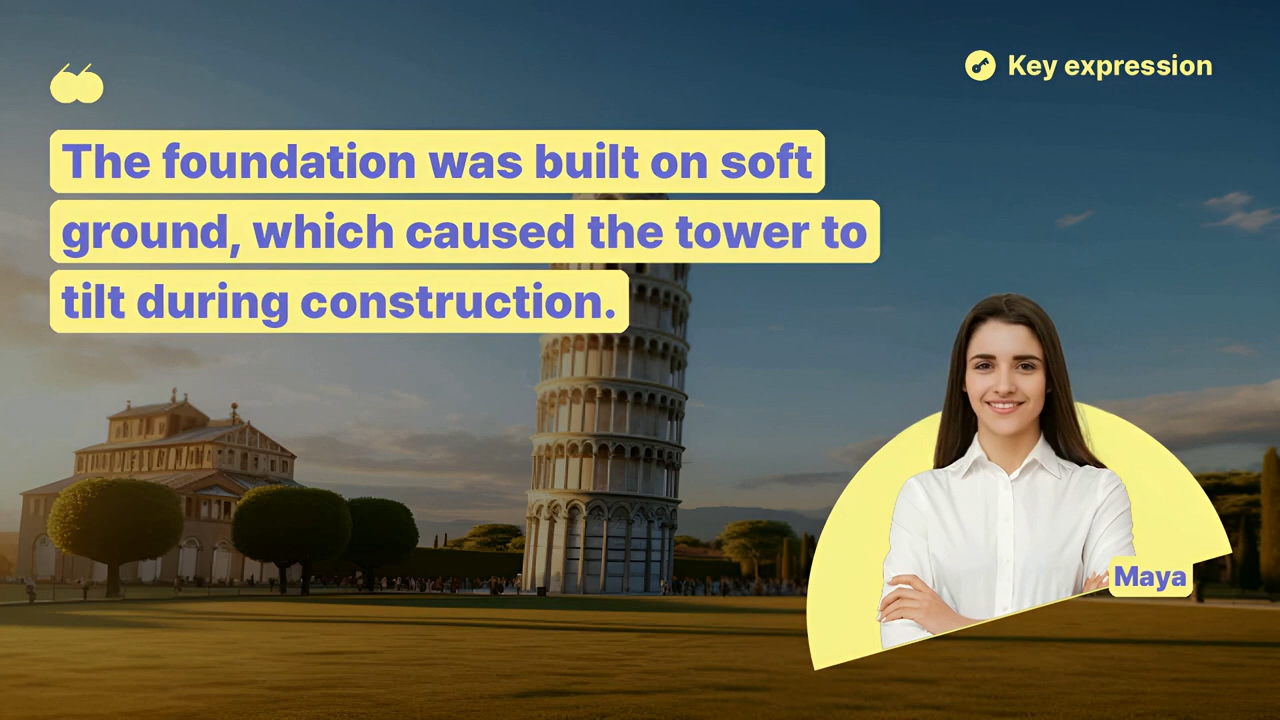 Key expression
The foundation was built on soft
ground, which caused the tower to
tilt during construction.
Maya